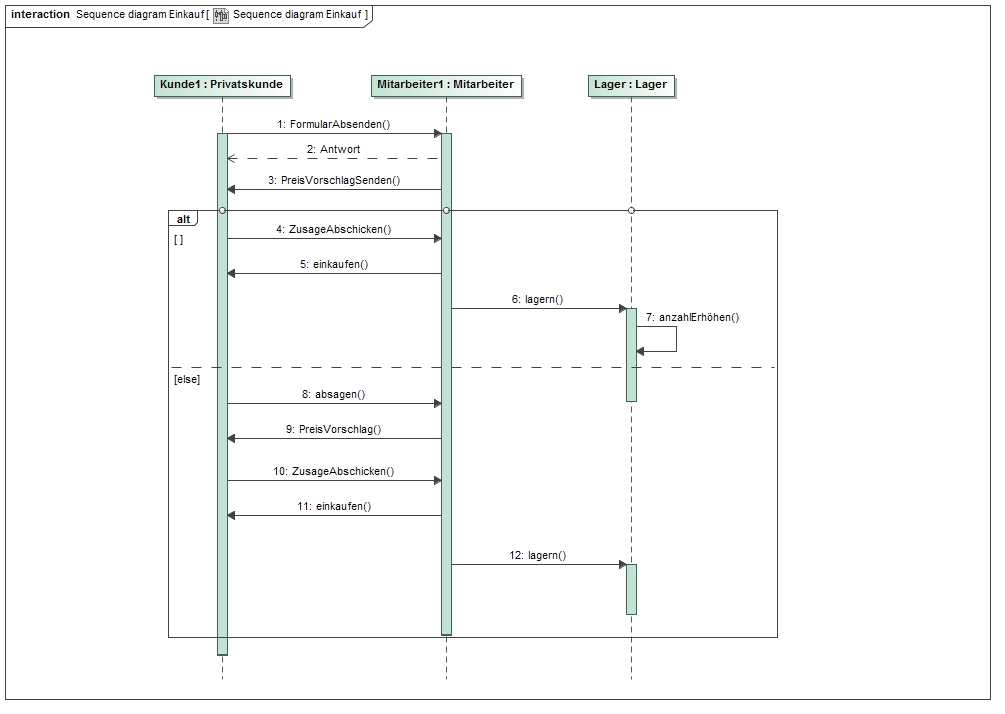 interaction Sequence diagram Einkauf [ Sequence diagram Einkauf ]
Kunde1 : Privatskunde
Mitarbeiter1 : Mitarbeiter
Lager : Lager
1: FormularAbsenden()
2: Antwort
3: PreisVorschlagSenden()
alt
4: ZusageAbschicken()
[ ]
5: einkaufen()
6: lagern()
7: anzahlErhöhen()
[else]
8: absagen()
9: PreisVorschlag()
10: ZusageAbschicken()
11: einkaufen()
12: lagern()